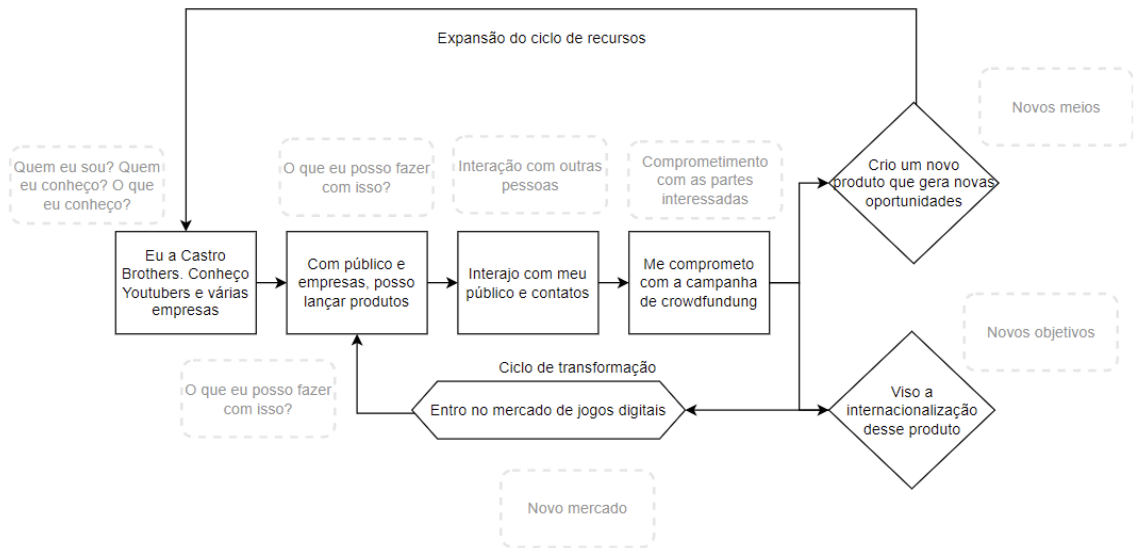 Expansão do ciclo de recursos
Novos meios
Quem eu sou? Quem
eu conheço? O que
eu conheço?
O que eu posso fazer
com isso?
Interação com outras
pessoas
Comprometimento
com as partes
interessadas
Crio um novo
produto que gera novas
oportunidades
Eu a Castro
Brothers. Conheço
Youtubers e várias
empresas
Com público e
empresas, posso
lançar produtos
Interajo com meu
público e contatos
Me comprometo
com a campanha
de crowdfundung
Novos objetivos
O que eu posso fazer
com isso?
Ciclo de transformação
Entro no mercado de jogos digitais
Viso a
internacionalização
desse produto
Novo mercado